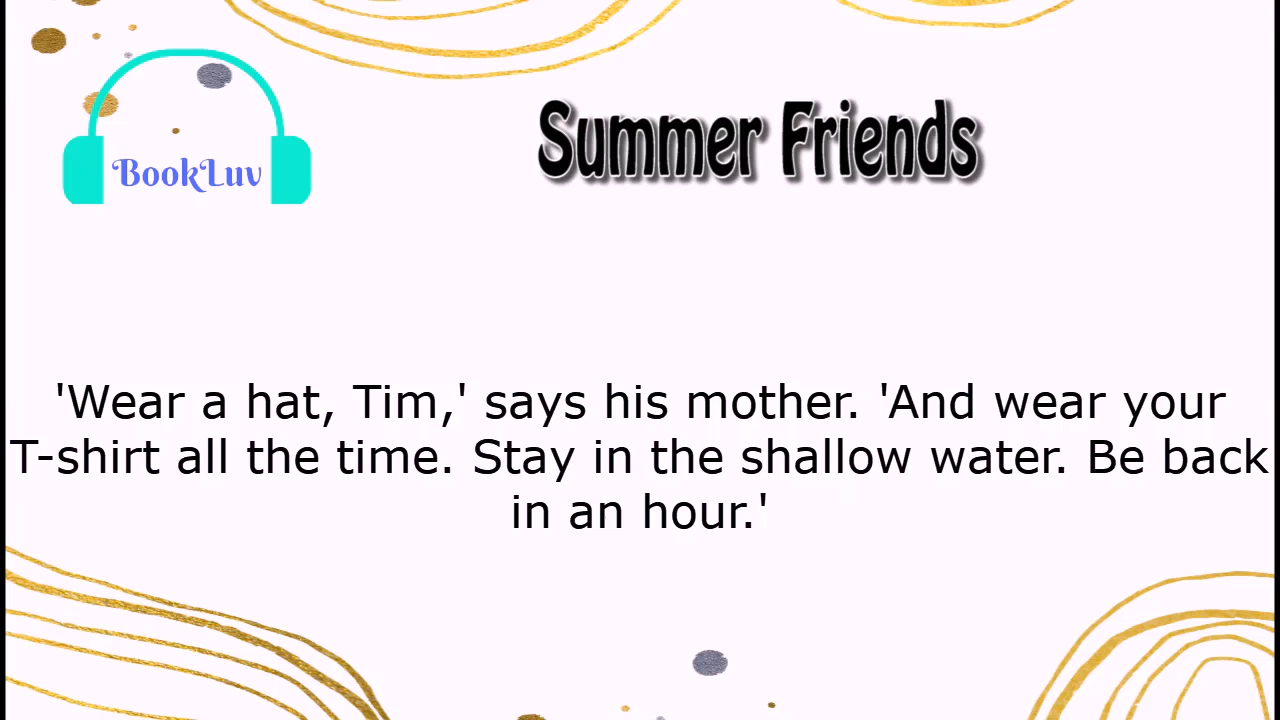 Summer Friends
BookLuv
'Wear a hat, Tim,' says his mother. 'And wear your
T-shirt all the time. Stay in the shallow water. Be back
in an hour.'